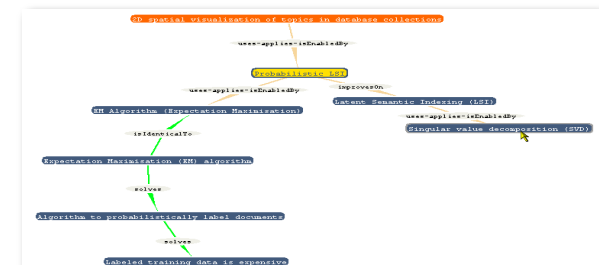 2D spatial visualization of topics in database collections
uses-applies-isEnabledBy
Probabilistic LSI
uses-applies-isEnabledBy
improvesOn
EM Algorithm (Expectation Maximisation)
Latent Semantic Indexing (LSI)
uses-applies-isEnabledBy
Singular value decomposition (SVD)
isIdenticalTo
Expectation Maximisation (EM) algorithm
solves
Algorithm to probabilistically label documents
solves
Labeled training data is expensive